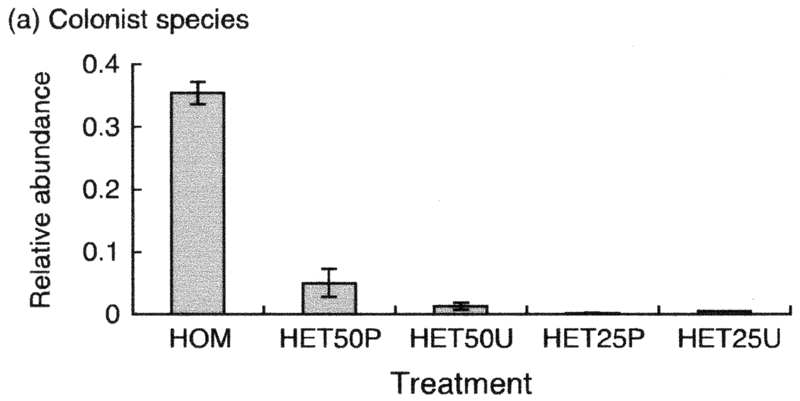 (a) Colonist species
0.4
0.3
0.2
0.1
0
Relative abundance
HOM HET50P HET50U HET25P HET25U
Treatment